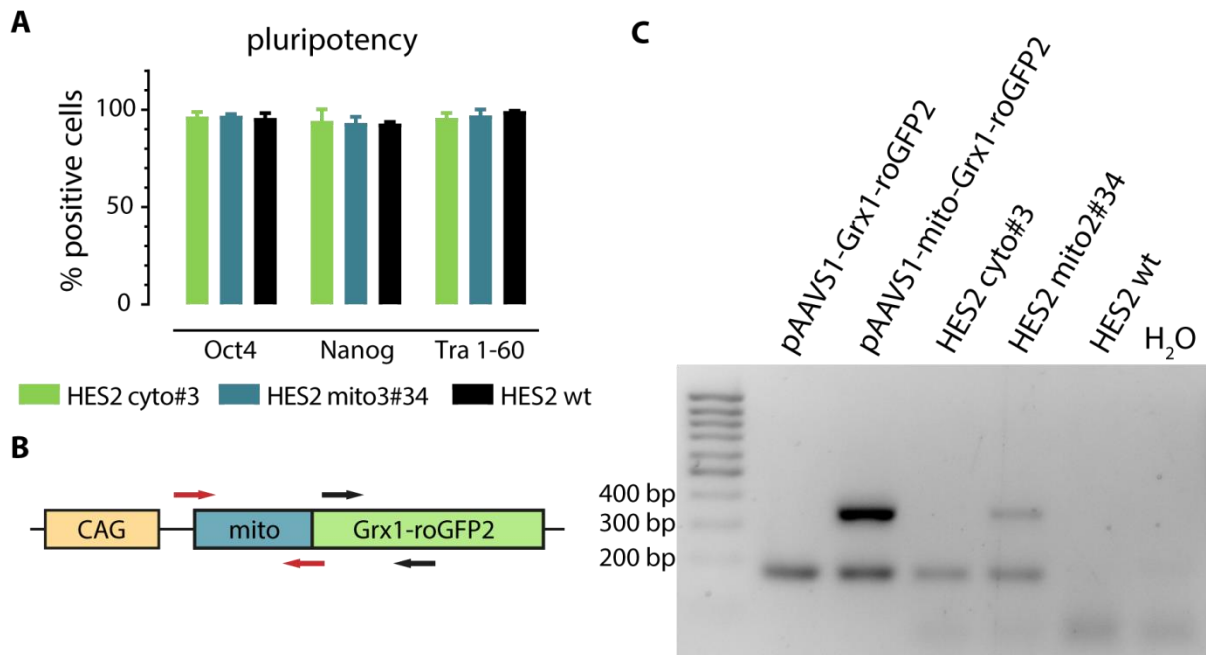 A
pluripotency
% positive cells
100
50
0
Oct4 Nanog Tra 1-60
HES2 cyto#3 HES2 mito3#34 HES2 wt
B
CAG mito Grx1-roGFP2
C
pAAVS1-Grx1-roGFP2
pAAVS1-mito-Grx1-roGFP2
HES2 cyto#3
HES2 mito2#34
HES2 wt
H₂O
400 bp
300 bp
200 bp